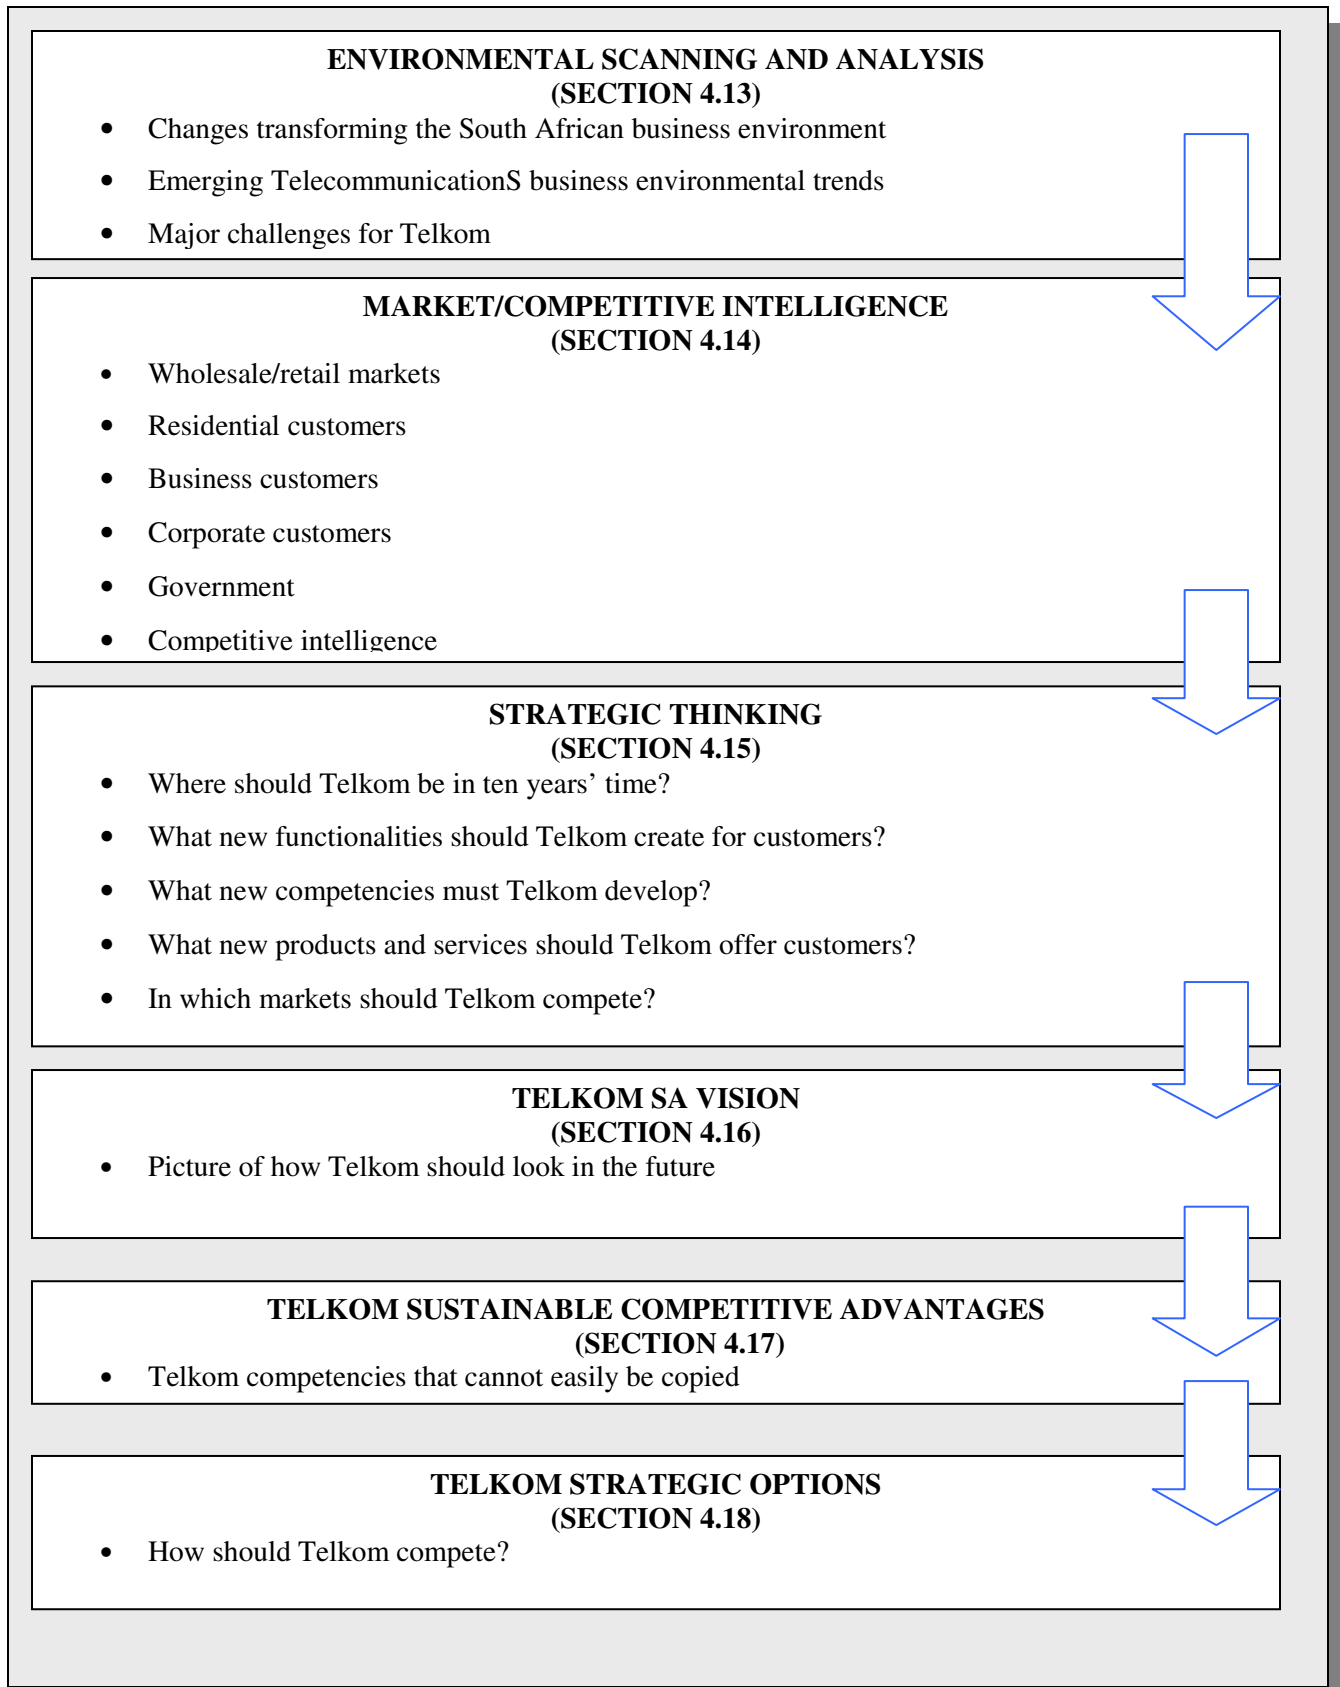 ENVIRONMENTAL SCANNING AND ANALYSIS
(SECTION 4.13)
• Changes transforming the South African business environment
• Emerging TelecommunicationS business environmental trends
• Major challenges for Telkom
MARKET/COMPETITIVE INTELLIGENCE
(SECTION 4.14)
• Wholesale/retail markets
• Residential customers
• Business customers
• Corporate customers
• Government
• Competitive intelligence
STRATEGIC THINKING
(SECTION 4.15)
• Where should Telkom be in ten years’ time?
• What new functionalities should Telkom create for customers?
• What new competencies must Telkom develop?
• What new products and services should Telkom offer customers?
• In which markets should Telkom compete?
TELKOM SA VISION
(SECTION 4.16)
• Picture of how Telkom should look in the future
TELKOM SUSTAINABLE COMPETITIVE ADVANTAGES
(SECTION 4.17)
• Telkom competencies that cannot easily be copied
TELKOM STRATEGIC OPTIONS
(SECTION 4.18)
• How should Telkom compete?